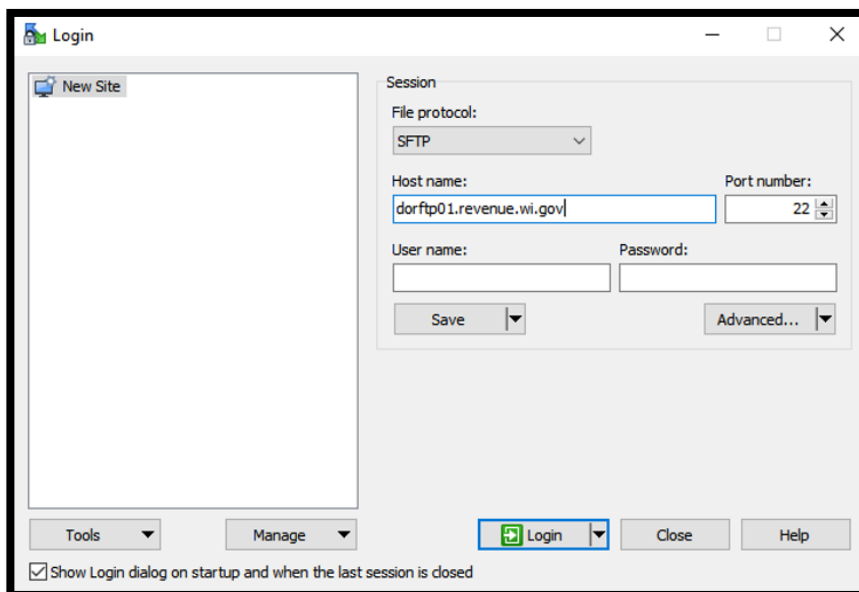 Login
New Site
Session
File protocol:
SFTP
Host name: Port number:
dorftp01.revenue.wi.gov 22
User name: Password:
Save Advanced...
Tools Manage Login Close Help
Show Login dialog on startup and when the last session is closed